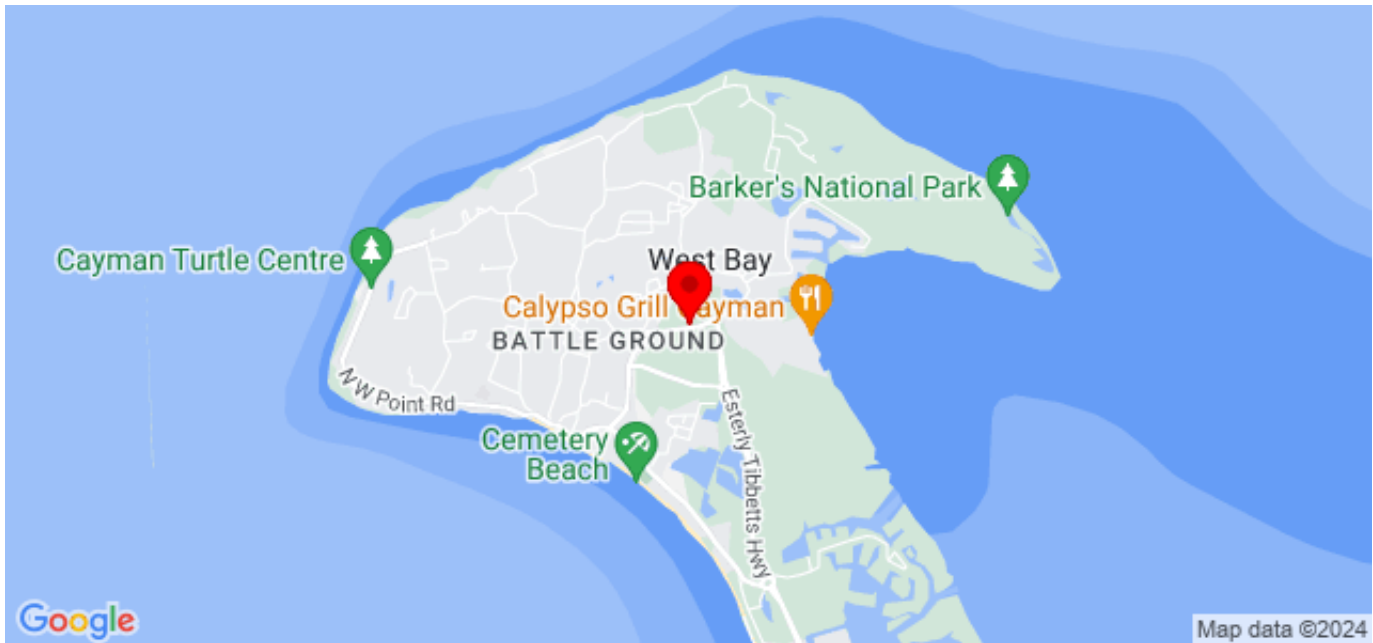 Barker's National Park
Cayman Turtle Centre
West Bay
Calypso Grill Cayman
BATTLE GROUND
NW Point Rd
Esterly Tibbetts Hwy
Cemetery
Beach
Google
Map data ©2024